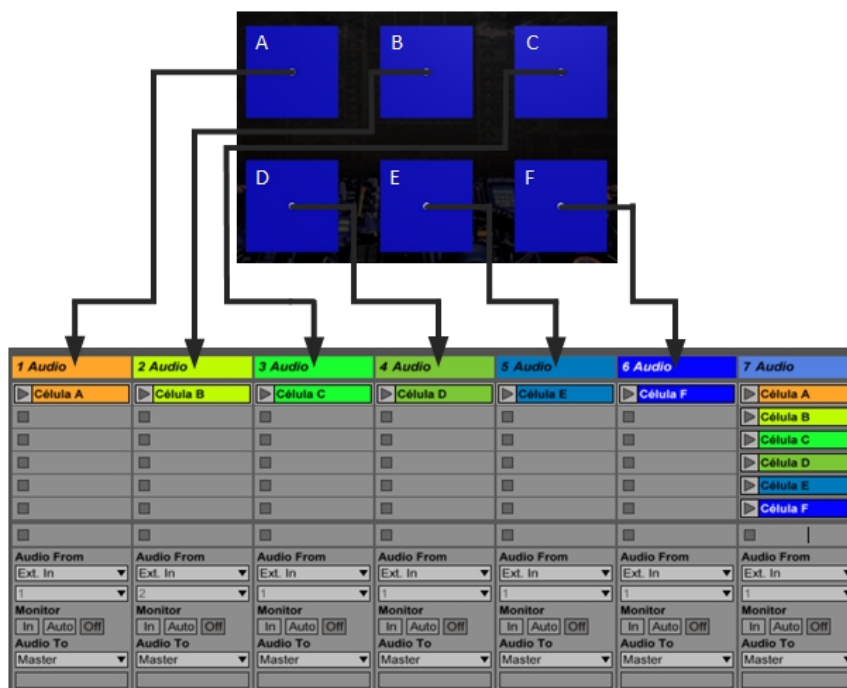 A B C
D E F
1 Audio 2 Audio 3 Audio 4 Audio 5 Audio 6 Audio 7 Audio
Célula A Célula B Célula C Célula D Célula E Célula F Célula A
Célula B
Célula C
Célula D
Célula E
Célula F
Audio From Audio From Audio From Audio From Audio From Audio From Audio From
Ext. In Ext. In Ext. In Ext. In Ext. In Ext. In Ext. In
1 2 1 1 1 1 1
Monitor Monitor Monitor Monitor Monitor Monitor Monitor
In Auto Off In Auto Off In Auto Off In Auto Off In Auto Off In Auto Off In Auto Off
Audio To Audio To Audio To Audio To Audio To Audio To Audio To
Master Master Master Master Master Master Master